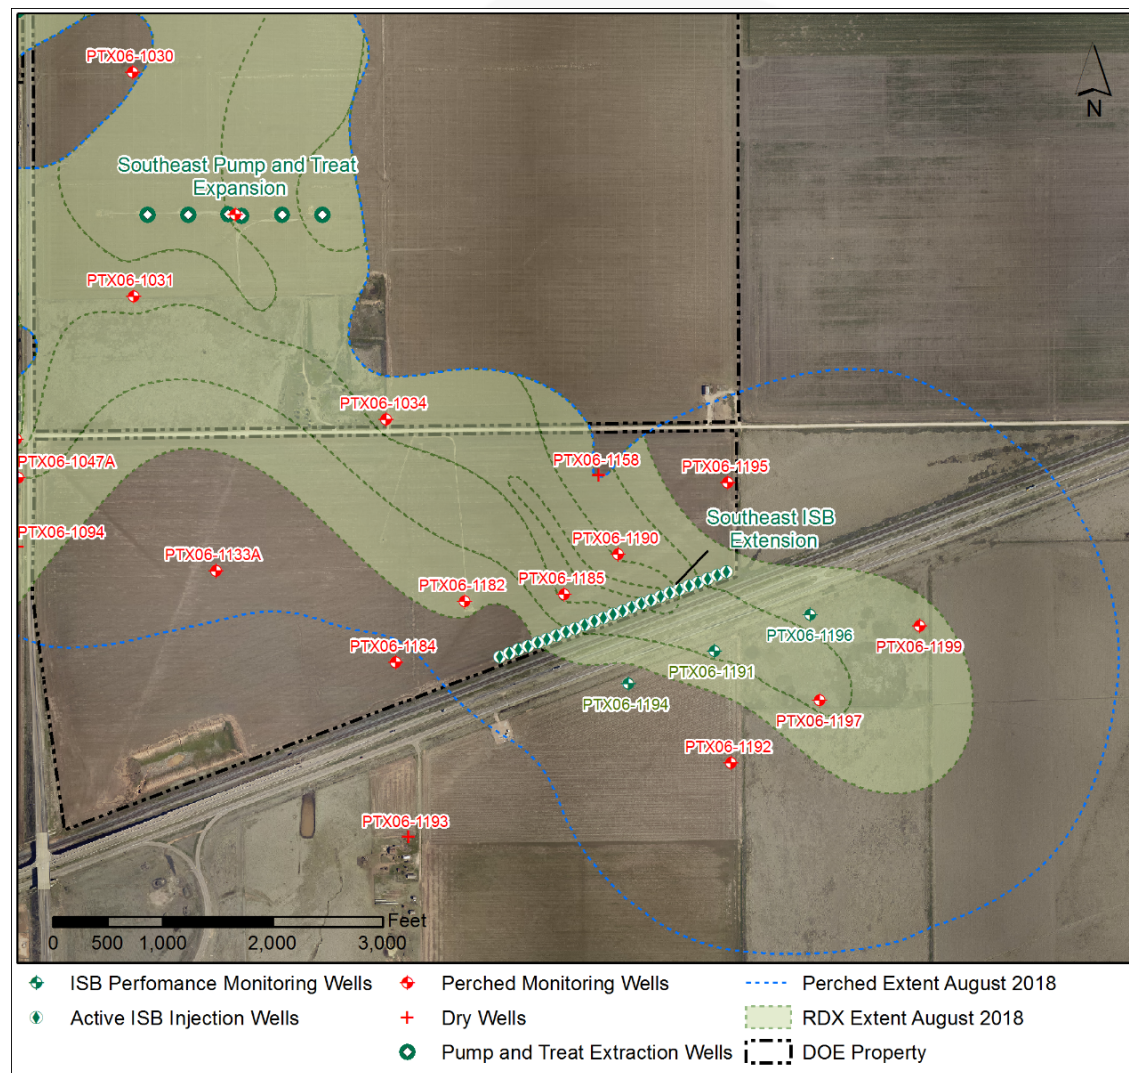 PTX06-1030
N
Southeast Pump and Treat
Expansion
PTX06-1031
PTX06-1034
PTX06-1047A
PTX06-1158
PTX06-1195
Southeast ISB
Extension
PTX06-1094
PTX06-1133A
PTX06-1190
PTX06-1182
PTX06-1185
PTX06-1196
PTX06-1199
PTX06-1184
PTX06-1191
PTX06-1194
PTX06-1197
PTX06-1192
PTX06-1193
Feet
0 500 1,000 2,000 3,000
ISB Perfomance Monitoring Wells
Perched Monitoring Wells
Perched Extent August 2018
Active ISB Injection Wells
Dry Wells
RDX Extent August 2018
Pump and Treat Extraction Wells
DOE Property